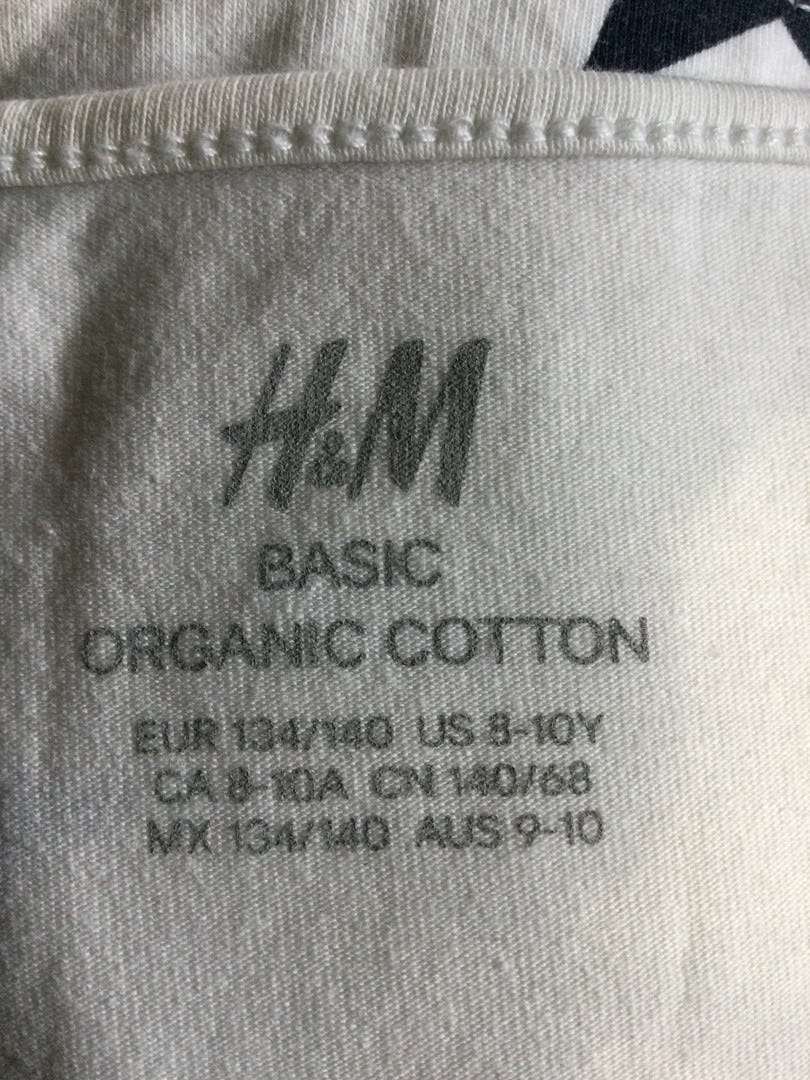 H&M
BASIC
ORGANIC COTTON
EUR 134/140 US 8-10Y
CA 8-10A CN 140/68
MX 134/140 AUS 9-10